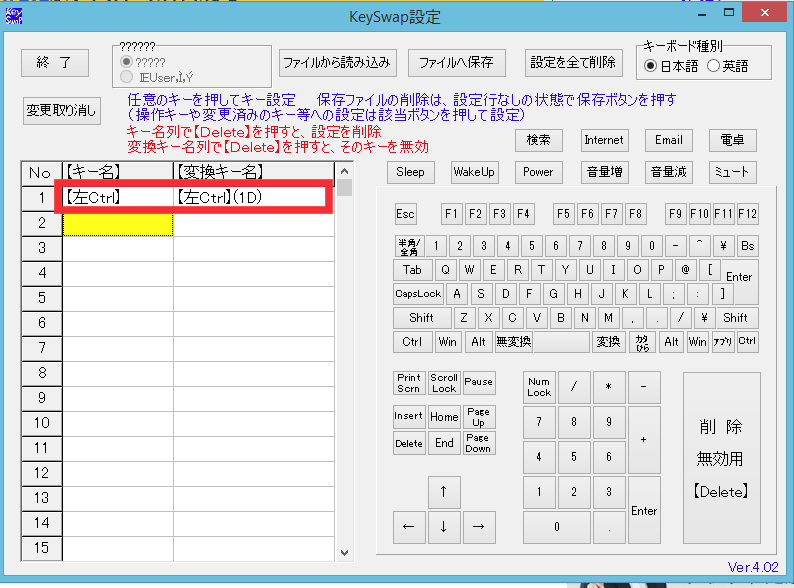 Key Swap
KeySwap設定
終 了
??????
?????
ファイルから読み込み
ファイルへ保存
設定を全て削除
キーボード種別
日本語 英語
変更取り消し
任意のキーを押してキー設定 保存ファイルの削除は、設定行なしの状態で保存ボタンを押す
(操作キーや変更済みのキー等への設定は該当ボタンを押して設定)
キー名列で【Delete】を押すと、設定を削除
変換キー名列で【Delete】を押すと、そのキーを無効
検索 Internet Email 電卓
Sleep WakeUp Power 音量増 音量減 ミュート
No 【キー名】 【変換キー名】
1 【左Ctrl】 【左Ctrl】(1D)
2
3
4
5
6
7
8
9
10
11
12
13
14
15
Esc F1 F2 F3 F4 F5 F6 F7 F8 F9 F10 F11 F12
半角/全角 1 2 3 4 5 6 7 8 9 0 - ^ ¥ Bs
Tab Q W E R T Y U I O P @ [ Enter
CapsLock A S D F G H J K L ; : ]
Shift Z X C V B N M , . / ¥ Shift
Ctrl Win Alt 無変換 変換 カタひら Alt Win アプリ Ctrl
Print Scrn Scroll Lock Pause
Insert Home Page Up
Delete End Page Down
↑
← ↓ →
Num Lock / * -
7 8 9 +
4 5 6
1 2 3 Enter
0 .
削 除
無効用
【Delete】
Ver.4.02